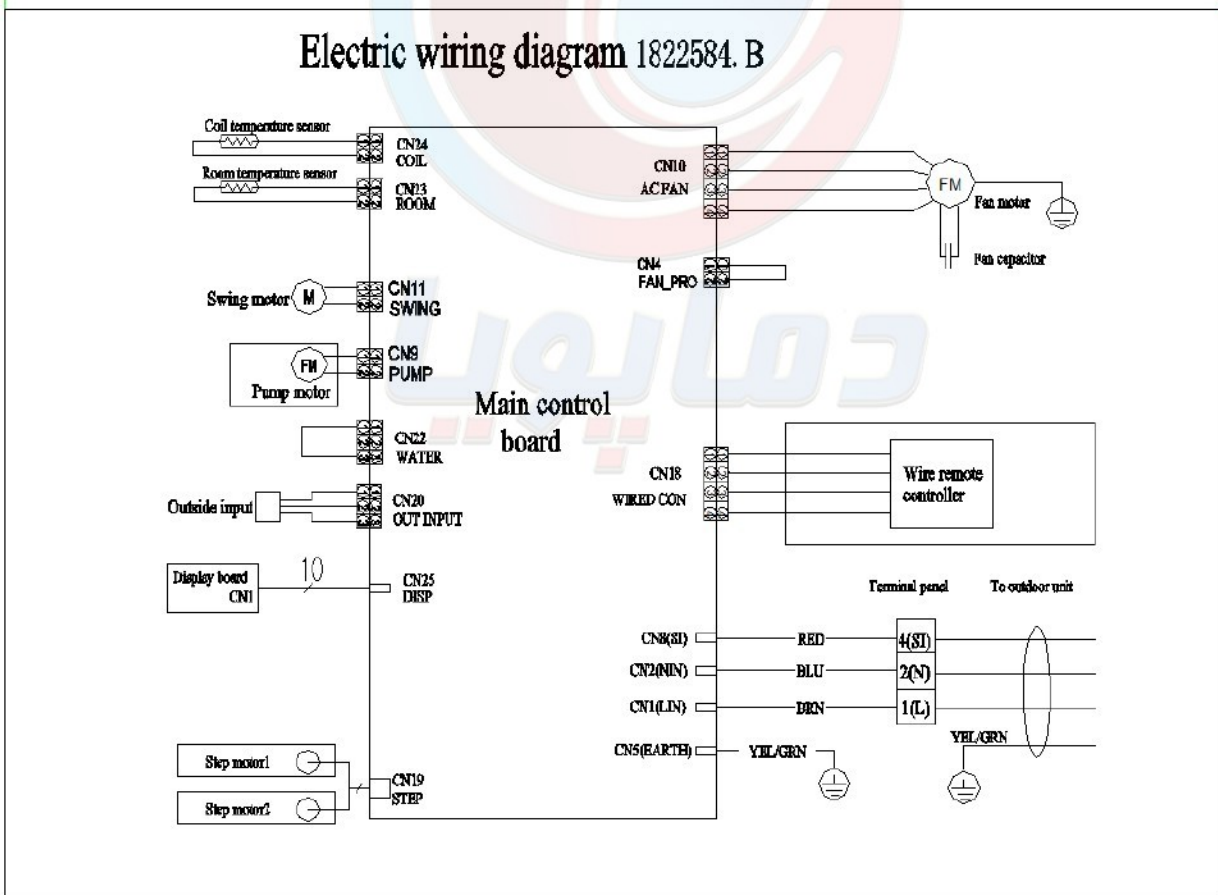 Electric wiring diagram 1822584. B
Coil temperature sensor
CN24
COIL
Room temperature sensor
CN23
ROOM
CN10
AC FAN
FM
Fan motor
Fan capacitor
CN4
FAN_PRO
Swing motor
M
CN11
SWING
FM
Pump motor
CN9
PUMP
دماپویا
Main control
board
CN22
WATER
Outside input
CN20
OUT INPUT
CN18
WIRED CON
Wire remote
controller
Display board
CN1
10
CN25
DISP
Terminal panel
To outdoor unit
CN8(SI)
RED
4(SI)
CN2(NIN)
BLU
2(N)
CN1(LIN)
BRN
1(L)
CN5(EARTH)
YEL/GRN
YEL/GRN
Step motor1
Step motor2
CN19
STEP